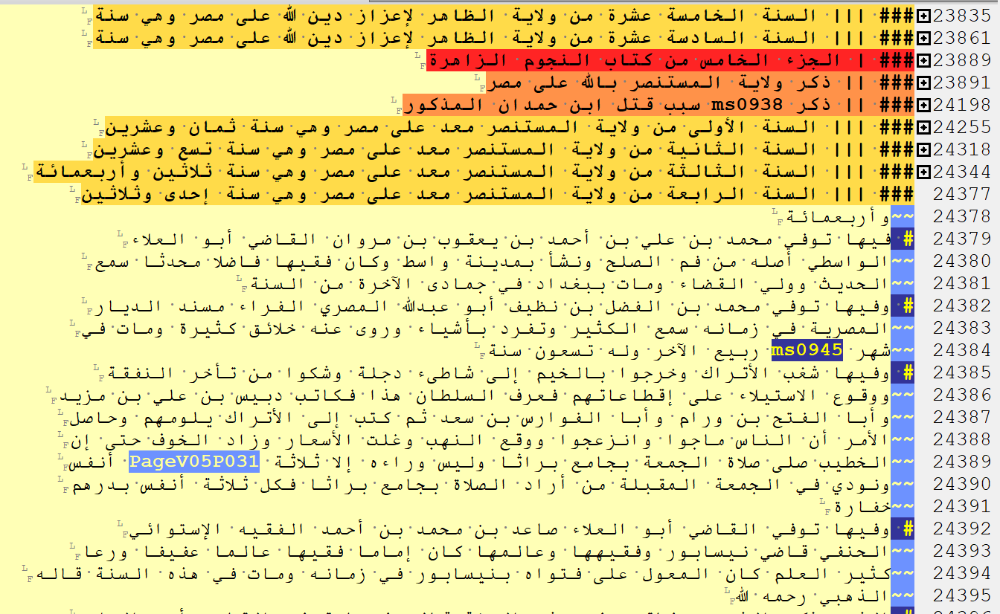 ### ||| السنة الخامسة عشرة من ولاية الظاهر لإعزاز دين الله على مصر وهي سنة 23835
### ||| السنة السادسة عشرة من ولاية الظاهر لإعزاز دين الله على مصر وهي سنة 23861
### | الجزء الخامس من كتاب النجوم الزاهرة 23889
### || ذكر ولاية المستنصر بالله على مصر 23891
### || ذكر ms0938 سبب قتل ابن حمدان المذكور 24198
### ||| السنة الأولى من ولاية المستنصر معد على مصر وهي سنة ثمان وعشرين 24255
### ||| السنة الثانية من ولاية المستنصر معد على مصر وهي سنة تسع وعشرين 24318
### ||| السنة الثالثة من ولاية المستنصر معد على مصر وهي سنة ثلاثين وأربعمائة 24344
### ||| السنة الرابعة من ولاية المستنصر معد على مصر وهي سنة إحدى وثلاثين 24377
~~وأربعمائة 24378
# فيها توفي محمد بن علي بن أحمد بن يعقوب بن مروان القاضي أبو العلاء 24379
~~الواسطي أصله من فم الصلح ونشأ بمدينة واسط وكان فقيها فاضلا محدثا سمع 24380
~~الحديث وولي القضاء ومات ببغداد في جمادى الآخرة من السنة 24381
# وفيها توفي محمد بن الفضل بن نظيف أبو عبدالله المصري الفراء مسند الديار 24382
~~المصرية في زمانه سمع الكثير وتفرد بأشياء وروى عنه خلائق كثيرة ومات في 24383
~~شهر ms0945 ربيع الآخر وله تسعون سنة 24384
# وفيها شغب الأتراك وخرجوا بالخيم إلى شاطىء دجلة وشكوا من تأخر النفقة 24385
~~ووقوع الاستيلاء على إقطاعاتهم فعرف السلطان هذا فكاتب دبيس بن علي بن مزيد 24386
~~وأبا الفتح بن ورام وأبا الفوارس بن سعد ثم كتب إلى الأتراك يلومهم وحاصل 24387
~~الأمر أن الناس ماجوا وانزعجوا ووقع النهب وغلت الأسعار وزاد الخوف حتى إن 24388
~~الخطيب صلى صلاة الجمعة بجامع براثا وليس وراءه إلا ثلاثة PageV05P031 أنفس 24389
~~ونودي في الجمعة المقبلة من أراد الصلاة بجامع براثا فكل ثلاثة أنفس بدرهم 24390
~~خفارة 24391
# وفيها توفي القاضي أبو العلاء صاعد بن محمد بن أحمد الفقيه الإستوائي 24392
~~الحنفي قاضي نيسابور وفقيهها وعالمها كان إماما فقيها عالما عفيفا ورعا 24393
~~كثير العلم كان المعول على فتواه بنيسابور في زمانه ومات في هذه السنة قاله 24394
~~الذهبي رحمه الله 24395